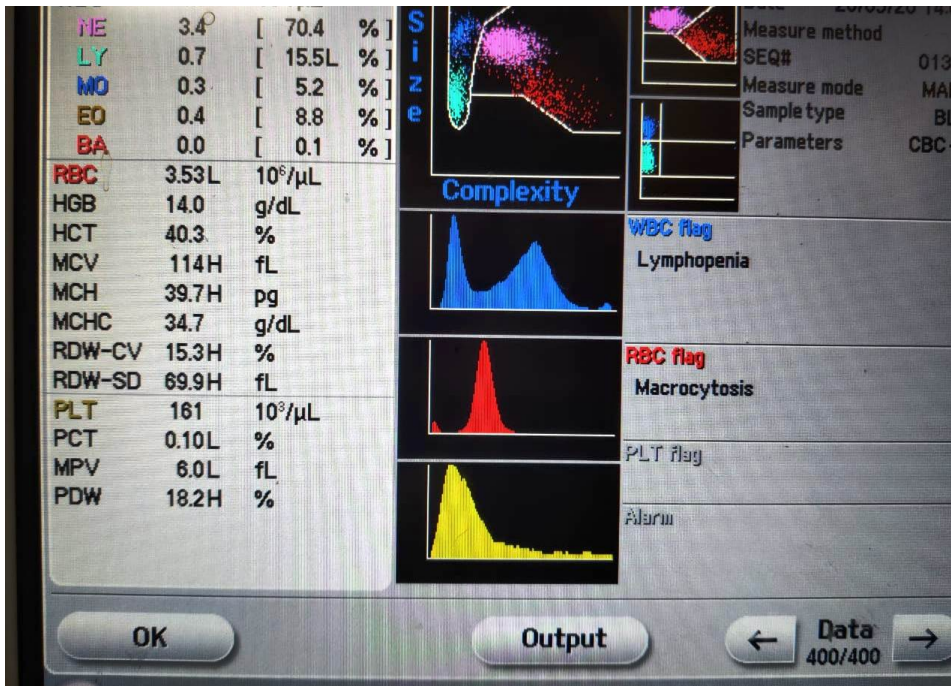 NE 3.4 [ 70.4 % ]
LY 0.7 [ 15.5L % ]
MO 0.3 [ 5.2 % ]
EO 0.4 [ 8.8 % ]
BA 0.0 [ 0.1 % ]
RBC 3.53L 10⁶/µL
HGB 14.0 g/dL
HCT 40.3 %
MCV 114H fL
MCH 39.7H pg
MCHC 34.7 g/dL
RDW-CV 15.3H %
RDW-SD 69.9H fL
PLT 161 10³/µL
PCT 0.10L %
MPV 6.0L fL
PDW 18.2H %
Size
Complexity
Measure method
SEQ# 013
Measure mode
Sample type
Parameters CBC
WBC flag
Lymphopenia
RBC flag
Macrocytosis
PLT flag
Alarm
OK
Output
← Data →
400/400